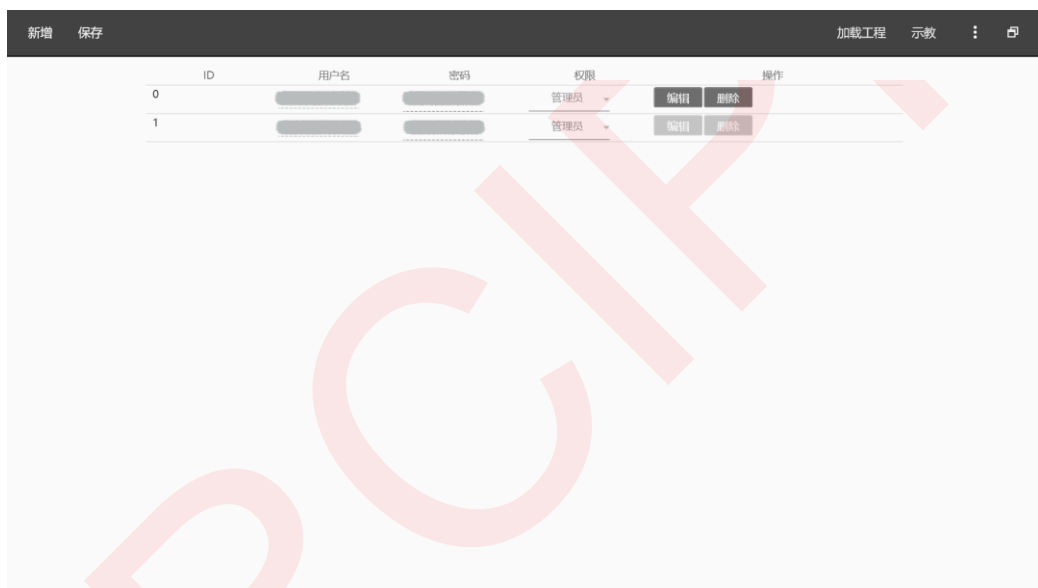 新增 保存 加载工程 示教
ID 用户名 密码 权限 操作
0 管理员 编辑 删除
1 管理员 编辑 删除
PCIR